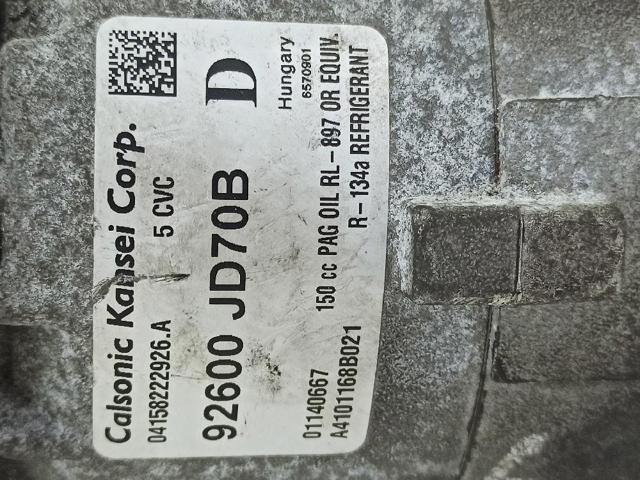 Calsonic Kansei Corp.
04158222926.A 5 CVC
92600 JD70B D
Hungary
6570901
01140667 150 cc PAG OIL RL-897 OR EQUIV.
A4101168B021 R-134a REFRIGERANT